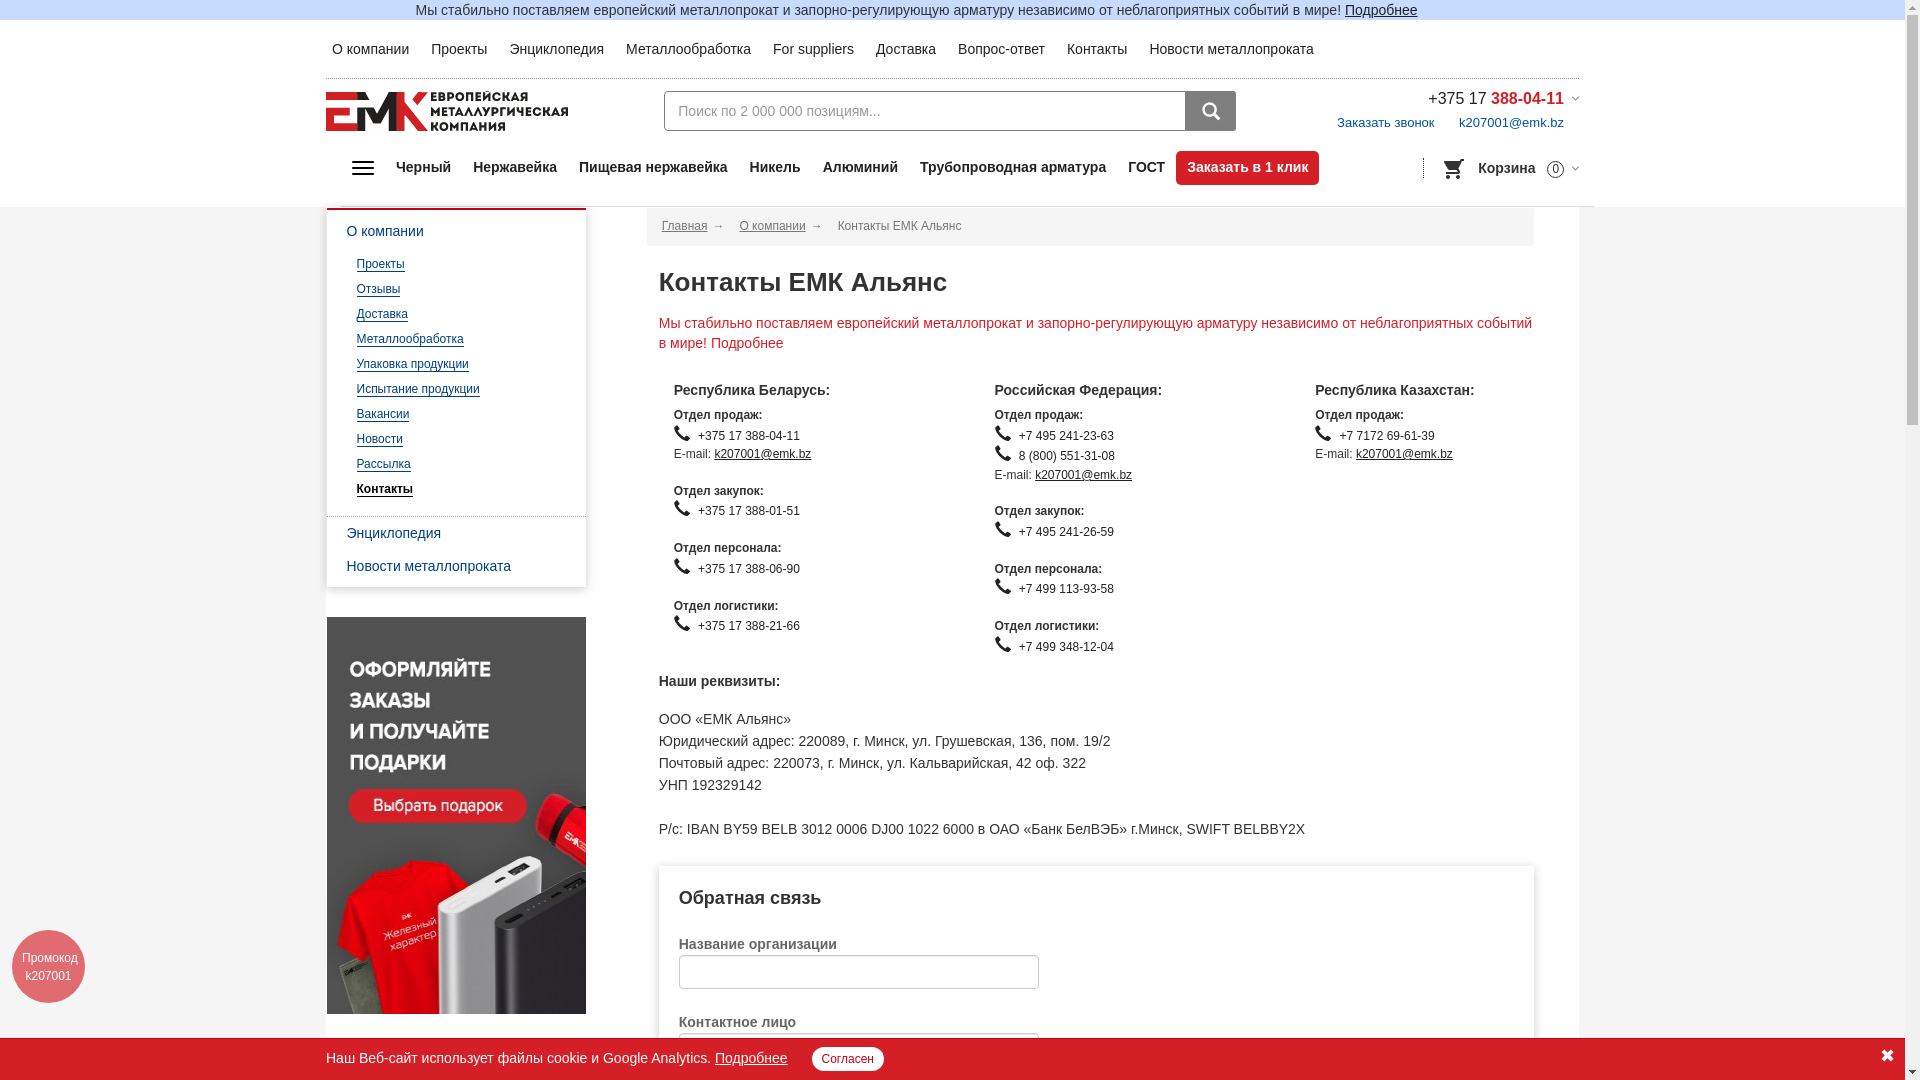 Мы стабильно поставляем европейский металлопрокат и запорно-регулирующую арматуру независимо от неблагоприятных событий в мире! Подробнее
О компании Проекты Энциклопедия Металлообработка For suppliers Доставка Вопрос-ответ Контакты Новости металлопроката
ЕМК ЕВРОПЕЙСКАЯ
МЕТАЛЛУРГИЧЕСКАЯ
КОМПАНИЯ
Поиск по 2 000 000 позициям...
+375 17 388-04-11
Заказать звонок k207001@emk.bz
Черный Нержавейка Пищевая нержавейка Никель Алюминий Трубопроводная арматура ГОСТ Заказать в 1 клик
Корзина 0
О компании
Проекты
Отзывы
Доставка
Металлообработка
Упаковка продукции
Испытание продукции
Вакансии
Новости
Рассылка
Контакты
Энциклопедия
Новости металлопроката
ОФОРМЛЯЙТЕ
ЗАКАЗЫ
И ПОЛУЧАЙТЕ
ПОДАРКИ
Выбрать подарок
ЕМК
ЕМК
Железный
характер
Главная → О компании → Контакты ЕМК Альянс
Контакты ЕМК Альянс
Мы стабильно поставляем европейский металлопрокат и запорно-регулирующую арматуру независимо от неблагоприятных событий
в мире! Подробнее
Республика Беларусь:
Отдел продаж:
+375 17 388-04-11
E-mail: k207001@emk.bz
Отдел закупок:
+375 17 388-01-51
Отдел персонала:
+375 17 388-06-90
Отдел логистики:
+375 17 388-21-66
Российская Федерация:
Отдел продаж:
+7 495 241-23-63
8 (800) 551-31-08
E-mail: k207001@emk.bz
Отдел закупок:
+7 495 241-26-59
Отдел персонала:
+7 499 113-93-58
Отдел логистики:
+7 499 348-12-04
Республика Казахстан:
Отдел продаж:
+7 7172 69-61-39
E-mail: k207001@emk.bz
Наши реквизиты:
ООО «ЕМК Альянс»
Юридический адрес: 220089, г. Минск, ул. Грушевская, 136, пом. 19/2
Почтовый адрес: 220073, г. Минск, ул. Кальварийская, 42 оф. 322
УНП 192329142
Р/с: IBAN BY59 BELB 3012 0006 DJ00 1022 6000 в ОАО «Банк БелВЭБ» г.Минск, SWIFT BELBBY2X
Обратная связь
Название организации
Контактное лицо
Промокод
k207001
Наш Веб-сайт использует файлы cookie и Google Analytics. Подробнее Согласен